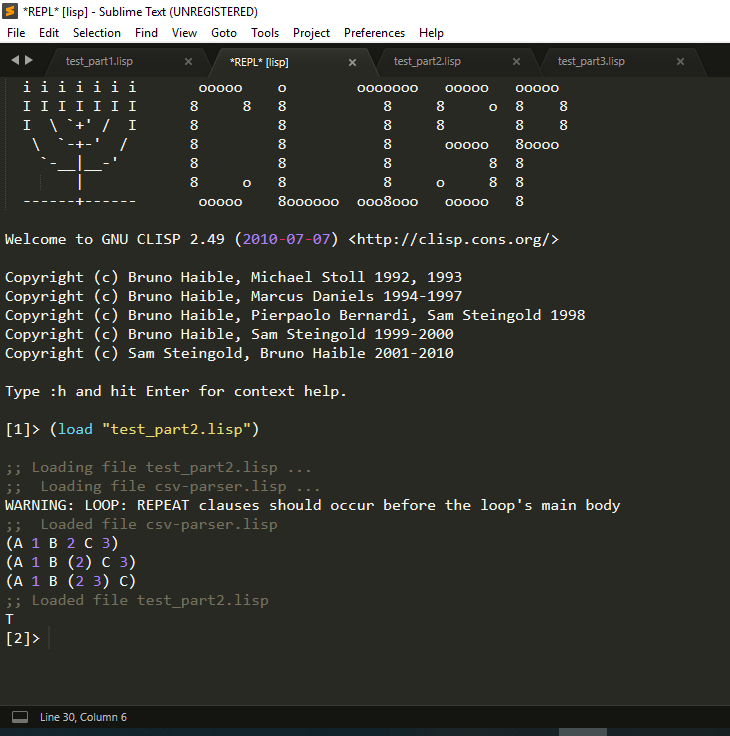 *REPL* [lisp] - Sublime Text (UNREGISTERED)
File Edit Selection Find View Goto Tools Project Preferences Help
test_part1.lisp × *REPL* [lisp] × test_part2.lisp × test_part3.lisp ×
  i i i i i i i       ooooo    o        ooooooo   ooooo   ooooo
  I I I I I I I      8     8   8           8     8     o  8    8
  I  \ `+' /  I      8         8           8     8        8    8
   \  `-+-'  /       8         8           8      ooooo   8oooo
    `-__|__-'        8         8           8           8  8
        |            8     o   8           8     o     8  8
  ------+------       ooooo    8oooooo  ooo8ooo   ooooo   8
Welcome to GNU CLISP 2.49 (2010-07-07) <http://clisp.cons.org/>
Copyright (c) Bruno Haible, Michael Stoll 1992, 1993
Copyright (c) Bruno Haible, Marcus Daniels 1994-1997
Copyright (c) Bruno Haible, Pierpaolo Bernardi, Sam Steingold 1998
Copyright (c) Bruno Haible, Sam Steingold 1999-2000
Copyright (c) Sam Steingold, Bruno Haible 2001-2010
Type :h and hit Enter for context help.
[1]> (load "test_part2.lisp")
;; Loading file test_part2.lisp ...
;;  Loading file csv-parser.lisp ...
WARNING: LOOP: REPEAT clauses should occur before the loop's main body
;;  Loaded file csv-parser.lisp
(A 1 B 2 C 3)
(A 1 B (2) C 3)
(A 1 B (2 3) C)
;; Loaded file test_part2.lisp
T
[2]>
Line 30, Column 6